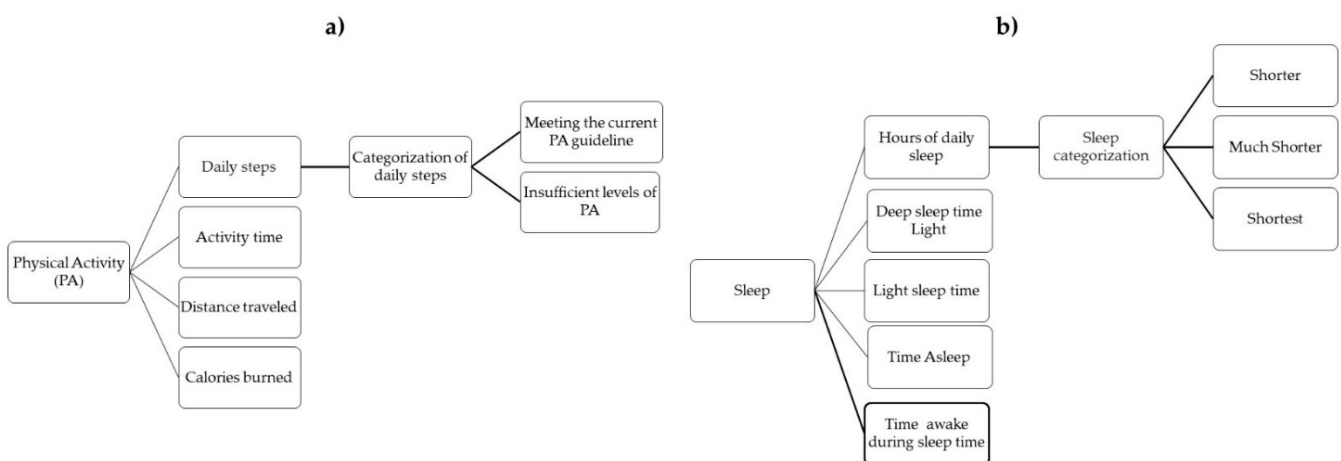 a)
Physical Activity
(PA)
Daily steps
Activity time
Distance traveled
Calories burned
Categorization of
daily steps
Meeting the current
PA guideline
Insufficient levels of
PA
b)
Sleep
Hours of daily
sleep
Deep sleep time
Light
Light sleep time
Time Asleep
Time awake
during sleep time
Sleep
categorization
Shorter
Much Shorter
Shortest